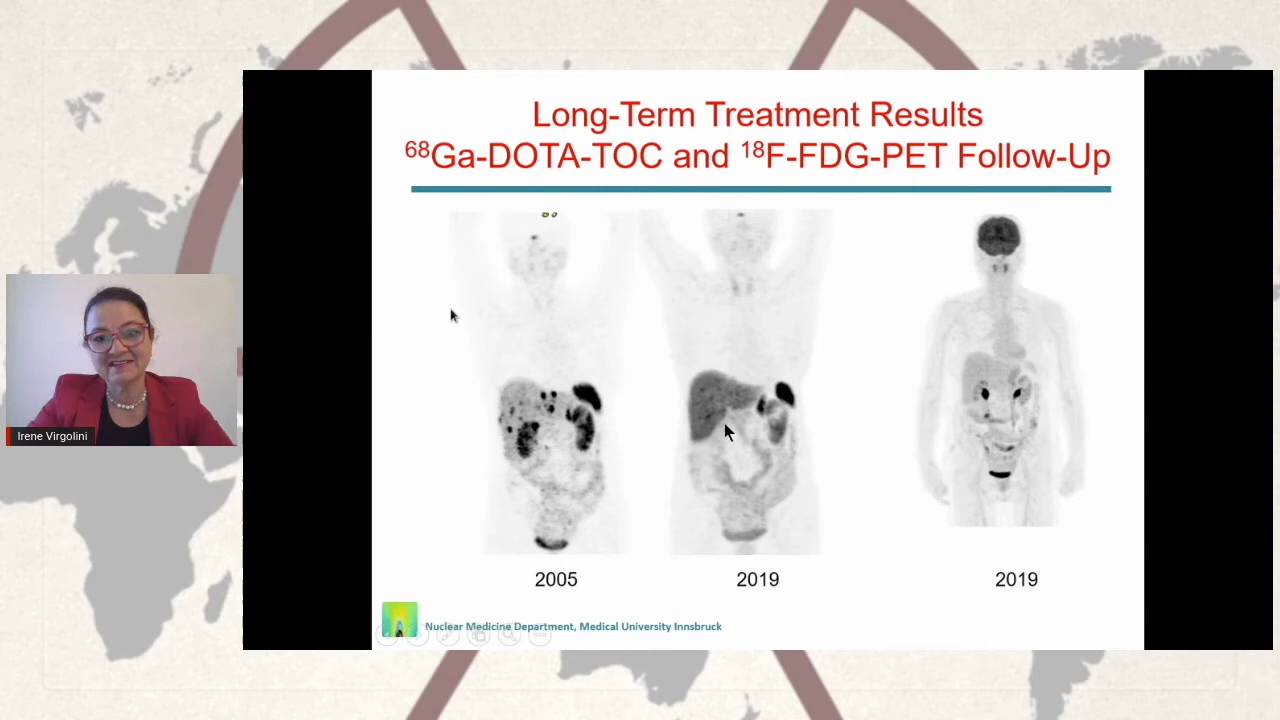 Long-Term Treatment Results
⁶⁸Ga-DOTA-TOC and ¹⁸F-FDG-PET Follow-Up
Irene Virgolini
2005
2019
2019
Nuclear Medicine Department, Medical University Innsbruck